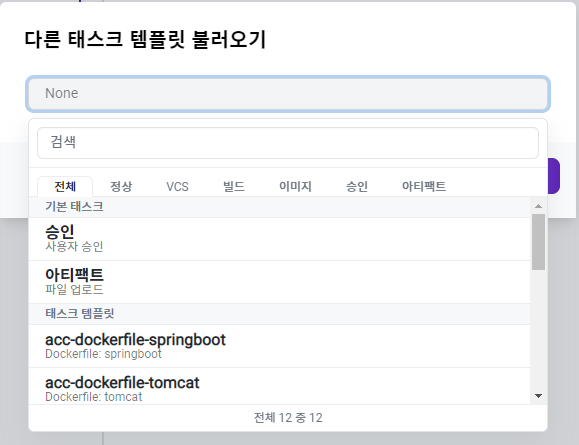 다른 태스크 템플릿 불러오기
None
검색
전체 정상 VCS 빌드 이미지 승인 아티팩트
기본 태스크
승인
사용자 승인
아티팩트
파일 업로드
태스크 템플릿
acc-dockerfile-springboot
Dockerfile: springboot
acc-dockerfile-tomcat
Dockerfile: tomcat
전체 12 중 12